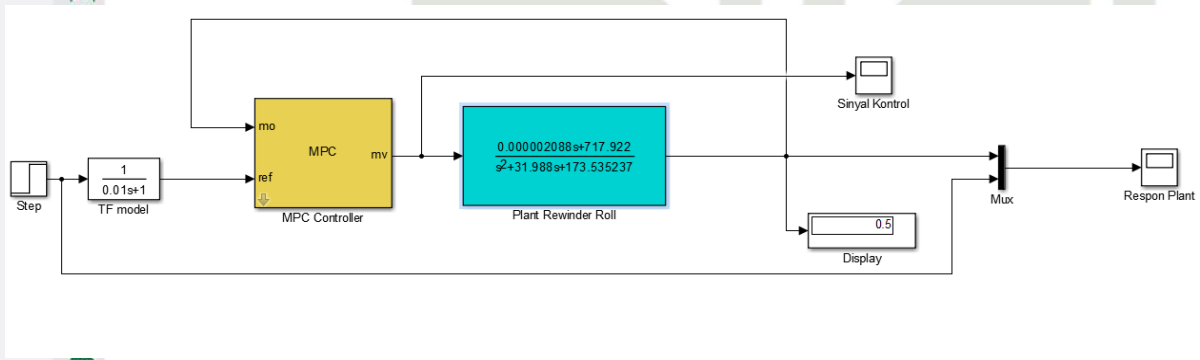 Sinyal Kontrol
mo
MPC
mv
ref
MPC Controller
0.000002088s+717.922
s²+31.988s+173.535237
Plant Rewinder Roll
Step
1
0.01s+1
TF model
0.5
Display
Mux
Respon Plant